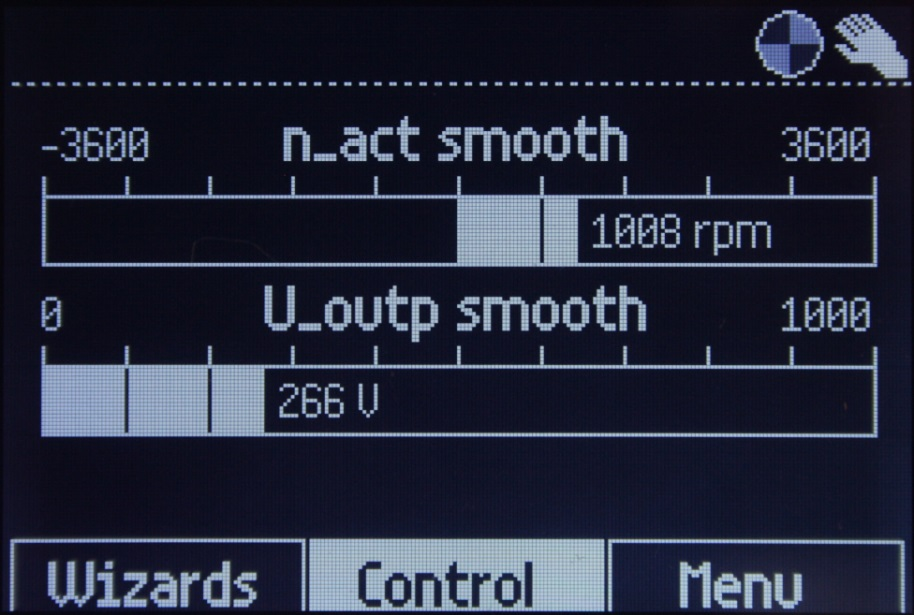 -3600 n_act smooth 3600
1008 rpm
0 U_outp smooth 1000
266 V
Wizards Control Menu